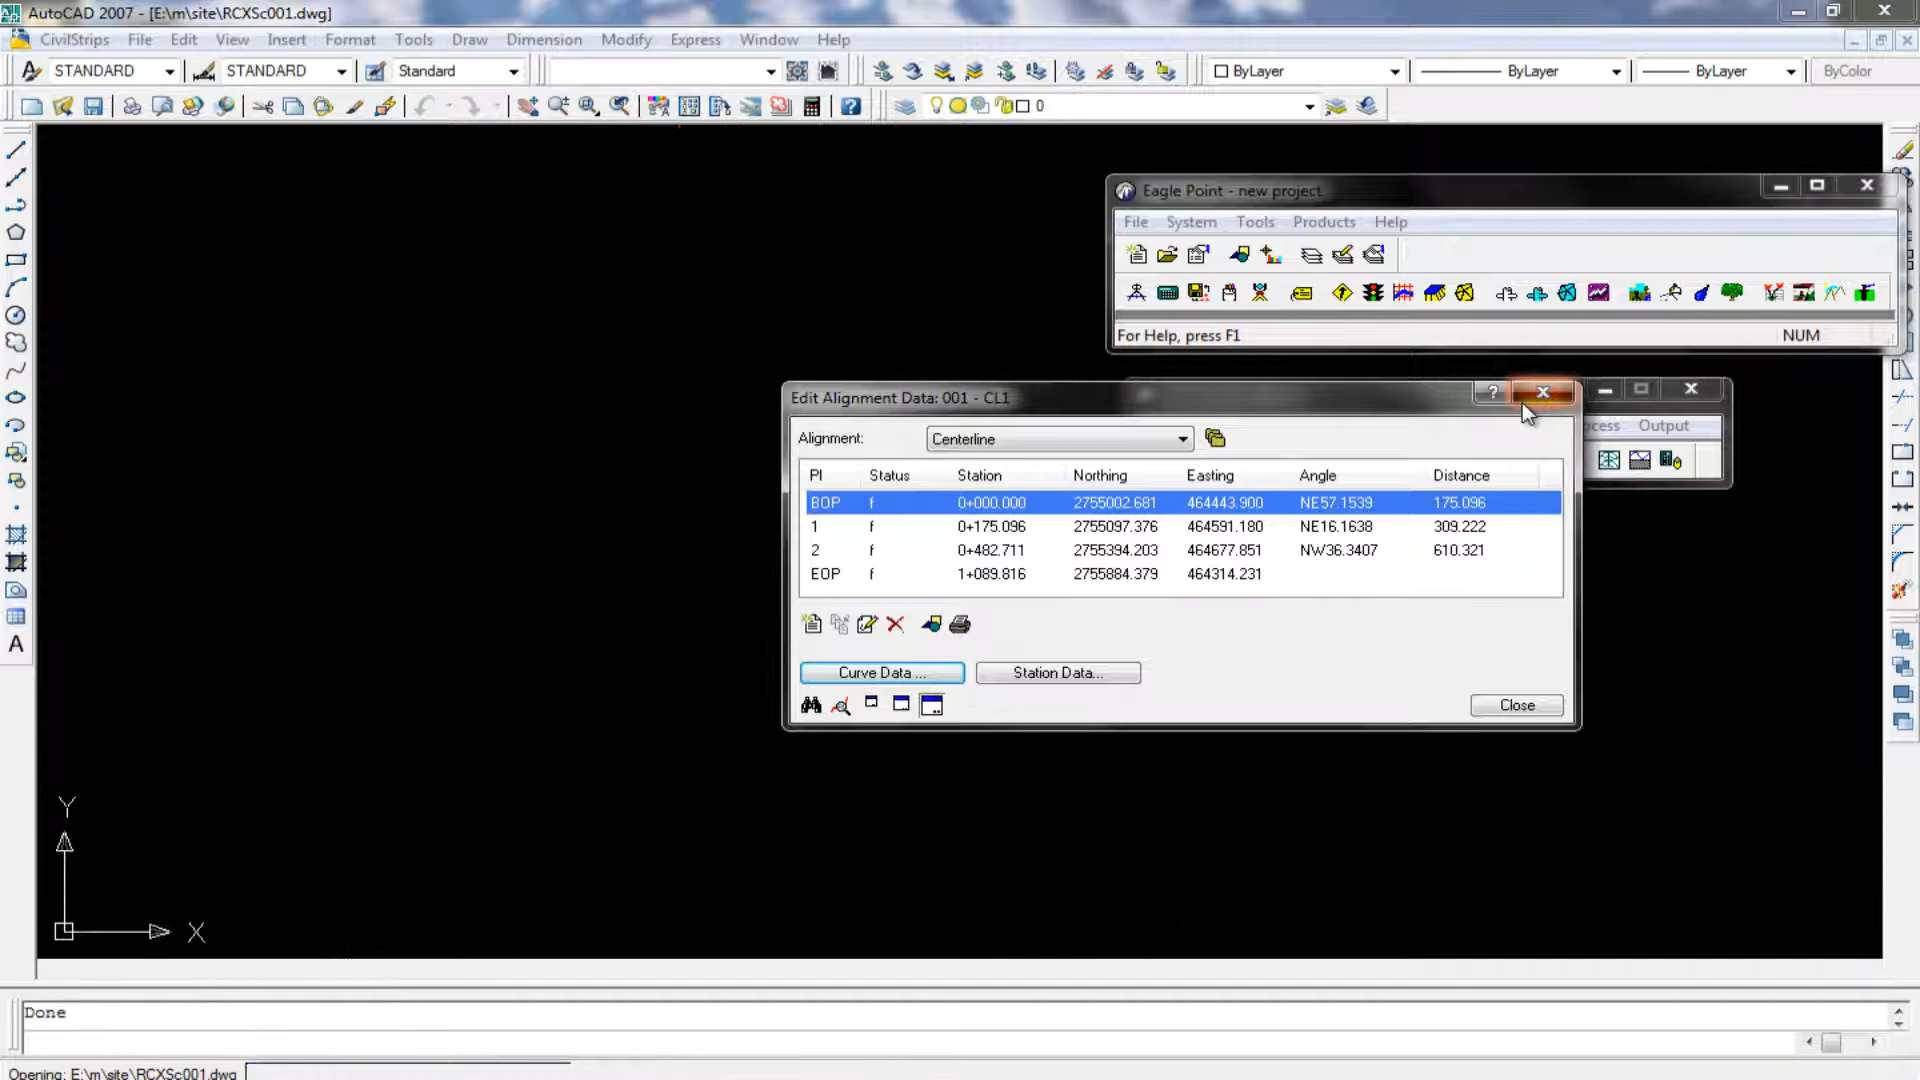 AutoCAD 2007 - [E:\m\site\RCXSc001.dwg]
CivilStrips File Edit View Insert Format Tools Draw Dimension Modify Express Window Help
STANDARD STANDARD Standard ByLayer ByLayer ByLayer ByColor
0
Eagle Point - new project
File System Tools Products Help
For Help, press F1 NUM
Edit Alignment Data: 001 - CL1
Output
Alignment: Centerline
PI Status Station Northing Easting Angle Distance
BOP f 0+000.000 2755002.681 464443.900 NE57.1539 175.096
1 f 0+175.096 2755097.376 464591.180 NE16.1638 309.222
2 f 0+482.711 2755394.203 464677.851 NW36.3407 610.321
EOP f 1+089.816 2755884.379 464314.231
Curve Data ... Station Data...
Close
Y
X
A
Done
Opening: E:\m\site\RCXSc001.dwg